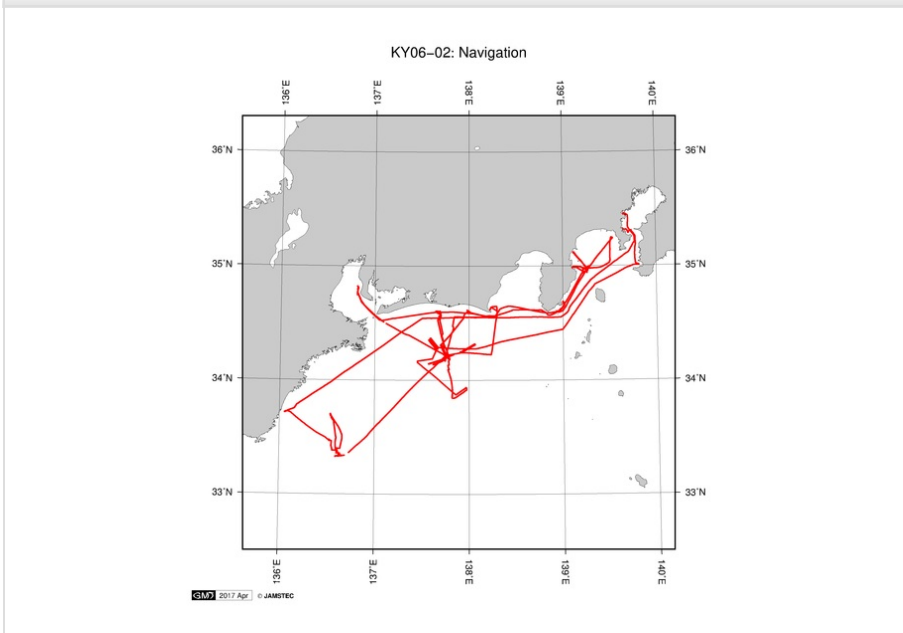 KY06–02: Navigation
136˚E 137˚E 138˚E 139˚E 140˚E
36˚N 36˚N
35˚N 35˚N
34˚N 34˚N
33˚N 33˚N
136˚E 137˚E 138˚E 139˚E 140˚E
GMD 2017 Apr © JAMSTEC